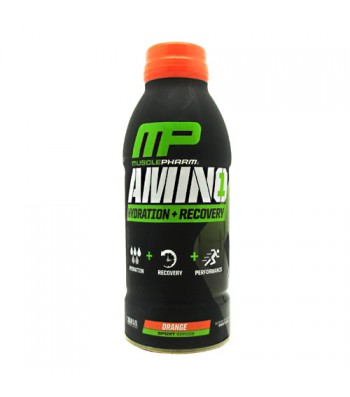 MP
MUSCLEPHARM
AMINO1
HYDRATION + RECOVERY
HYDRATION + RECOVERY + PERFORMANCE
ORANGE